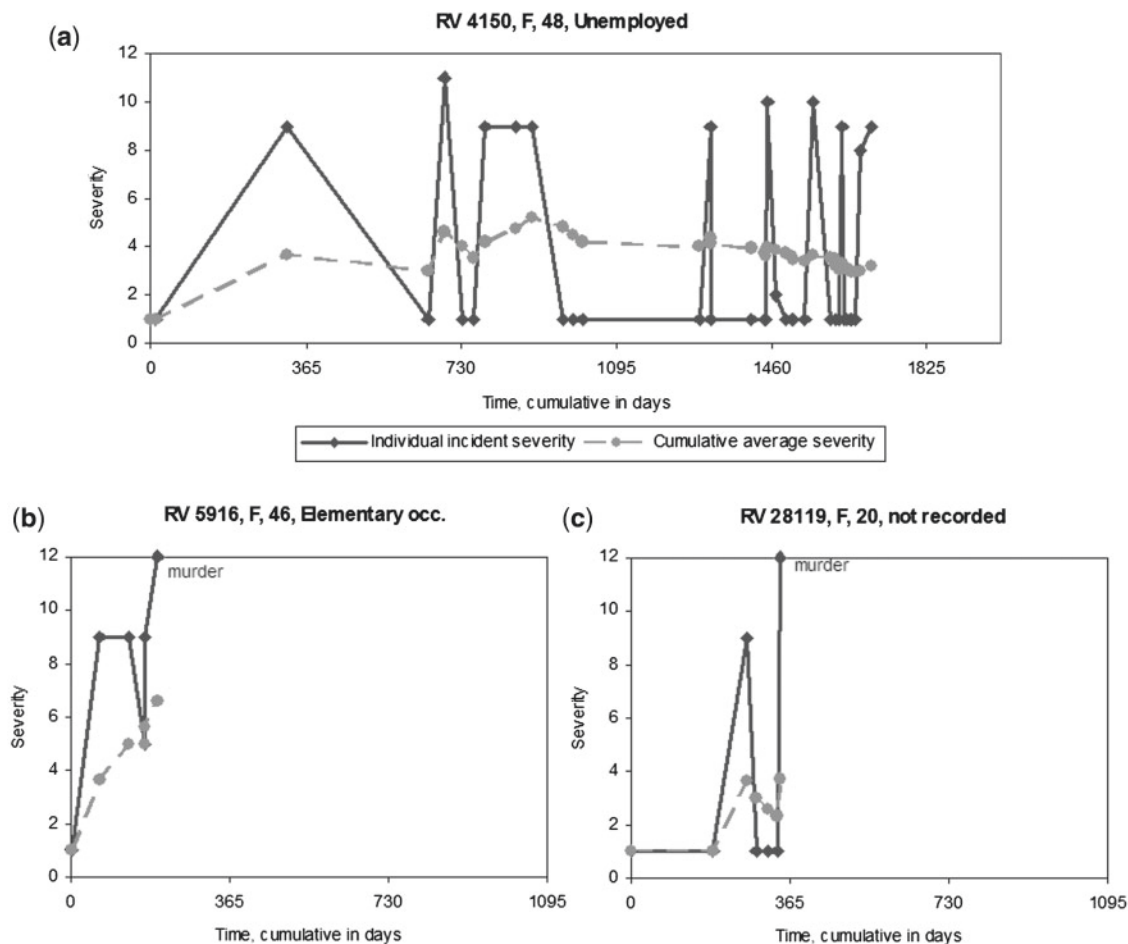 RV 4150, F, 48, Unemployed
(a)
12
10
8
6
4
2
0
Severity
0 365 730 1095 1460 1825
Time, cumulative in days
Individual incident severity Cumulative average severity
(b) RV 5916, F, 46, Elementary occ.
12
10
8
6
4
2
0
Severity
murder
0 365 730 1095
Time, cumulative in days
(c) RV 28119, F, 20, not recorded
12
10
8
6
4
2
0
Severity
murder
0 365 730 1095
Time, cumulative in days